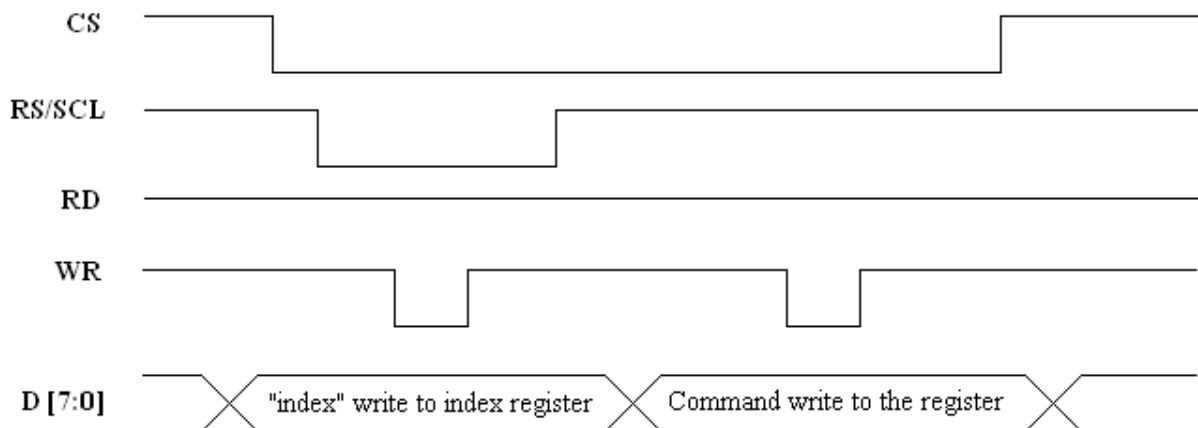 CS
RS/SCL
RD
WR
D [7:0]
"index" write to index register
Command write to the register